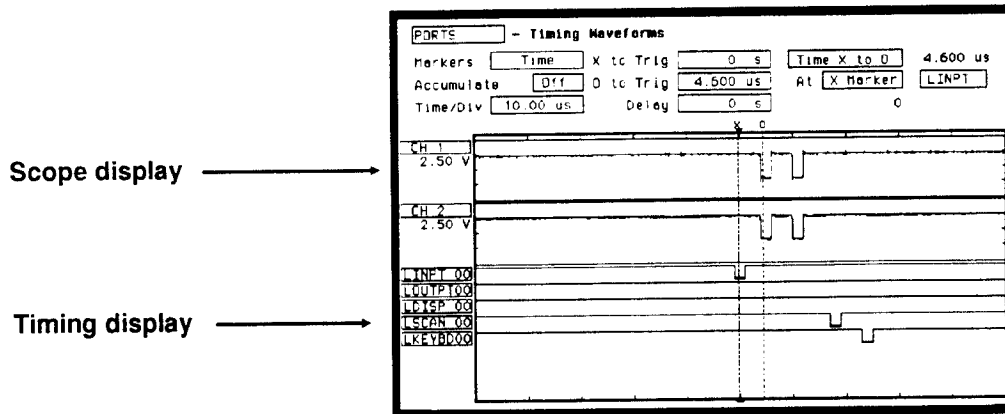 PORTS - Timing Waveforms
Markers Time X to Trig 0 s Time X to O 4.600 us
Accumulate Off O to Trig 4.600 us At X Marker LINPT
Time/Div 10.00 us Delay 0 s 0
X O
CH 1
2.50 V
Scope display
CH 2
2.50 V
LINPT 00
LOUTPT00
LDISP 00
Timing display
LSCAN 00
LKEYBD00